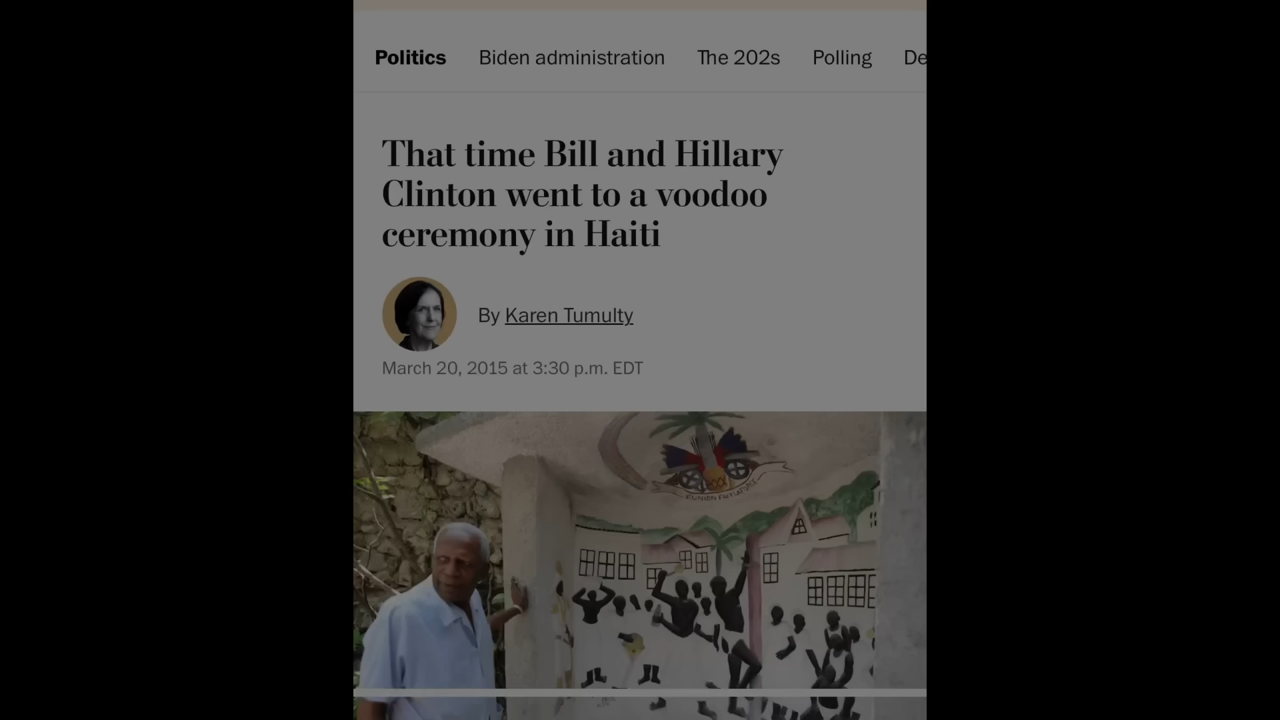 Politics Biden administration The 202s Polling De
That time Bill and Hillary
Clinton went to a voodoo
ceremony in Haiti
By Karen Tumulty
March 20, 2015 at 3:30 p.m. EDT